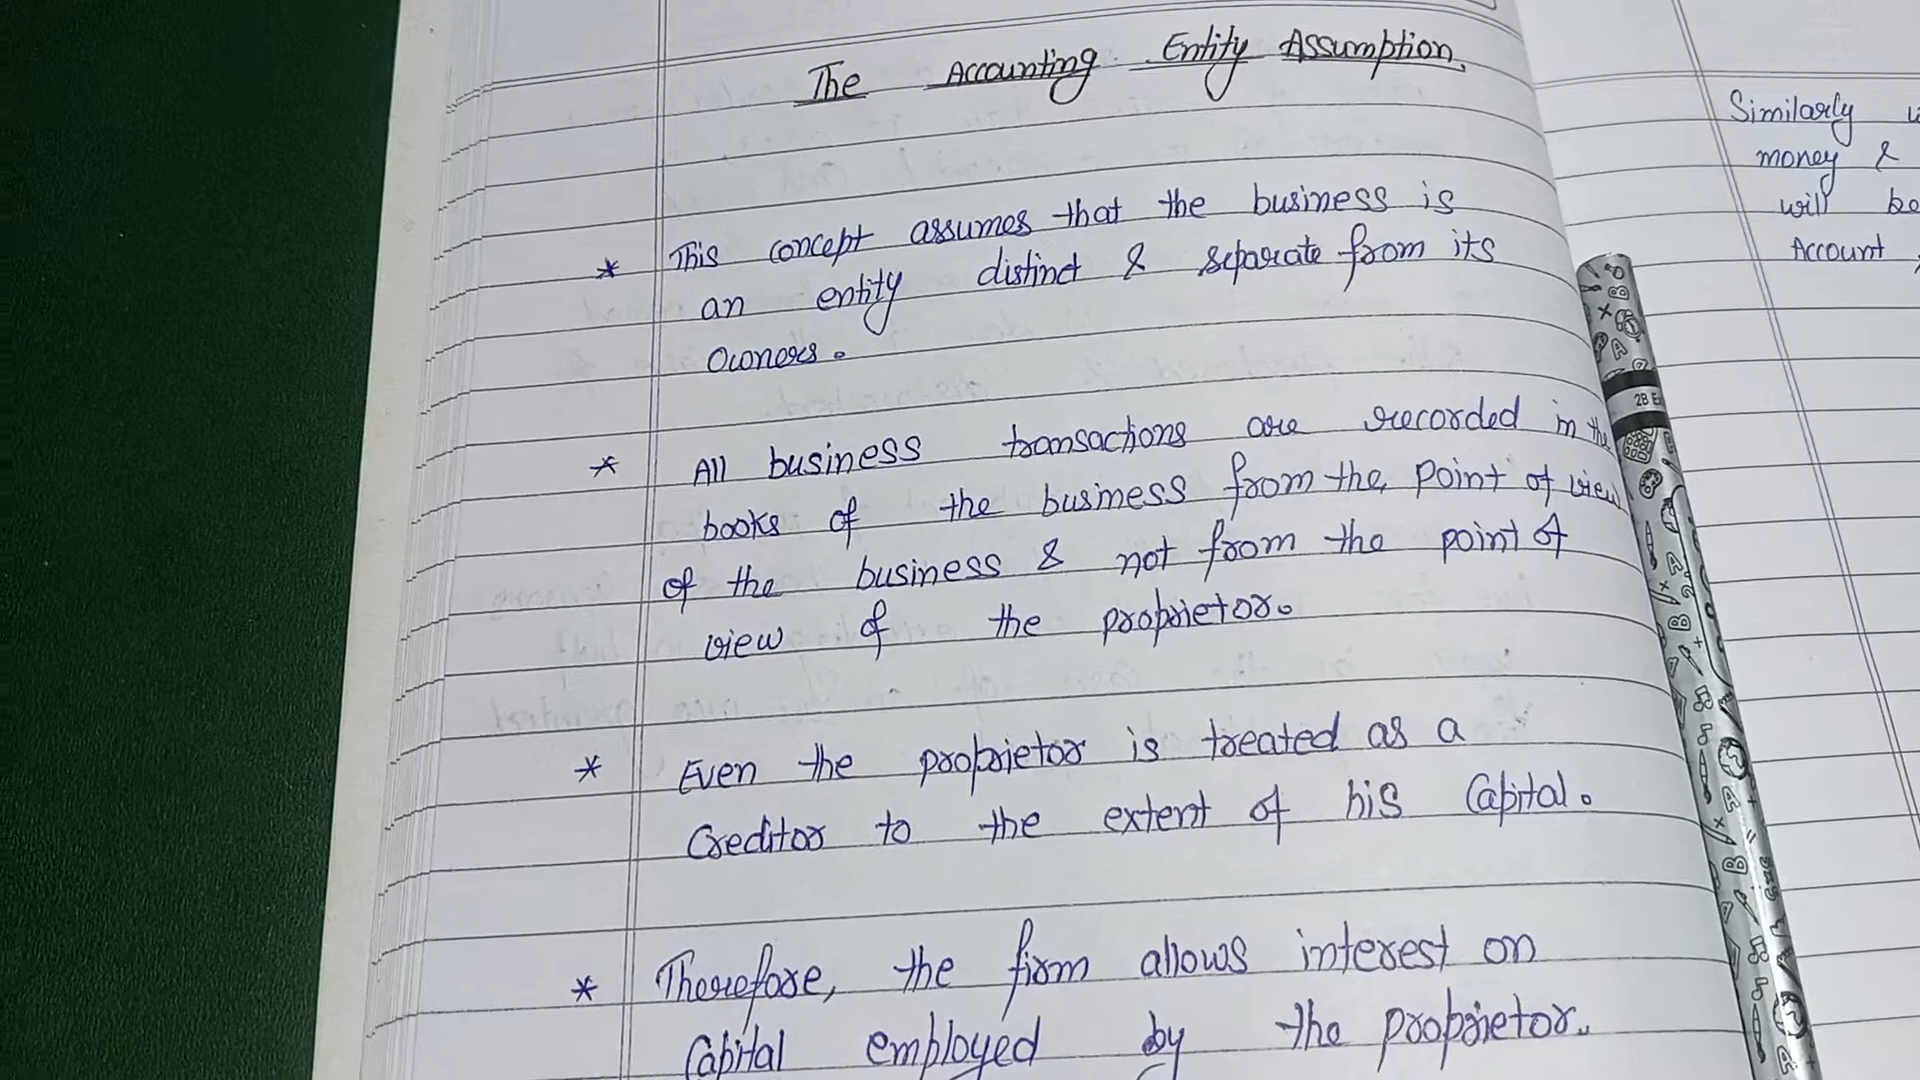 The Accounting Entity Assumption.
* This concept assumes that the business is
an entity distinct & separate from its
Owners.
* All business transactions are recorded in the
books of the business from the point of view
of the business & not from the point of
view of the proprietor.
* Even the proprietor is treated as a
Creditor to the extent of his Capital.
* Therefore, the firm allows interest on
Capital employed by the proprietor.
Similarly
money &
will be
Account
2B